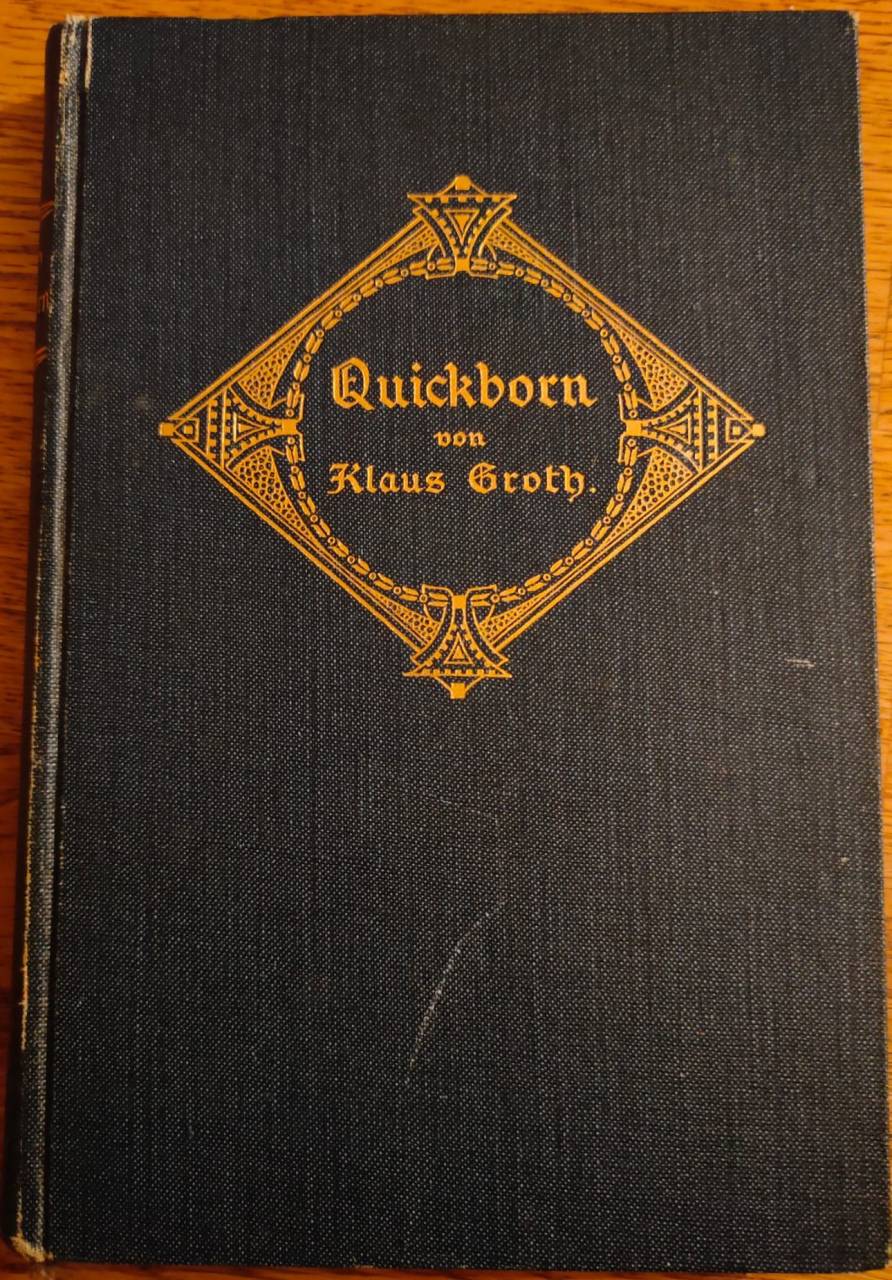 Quickborn
von
Klaus Groth.